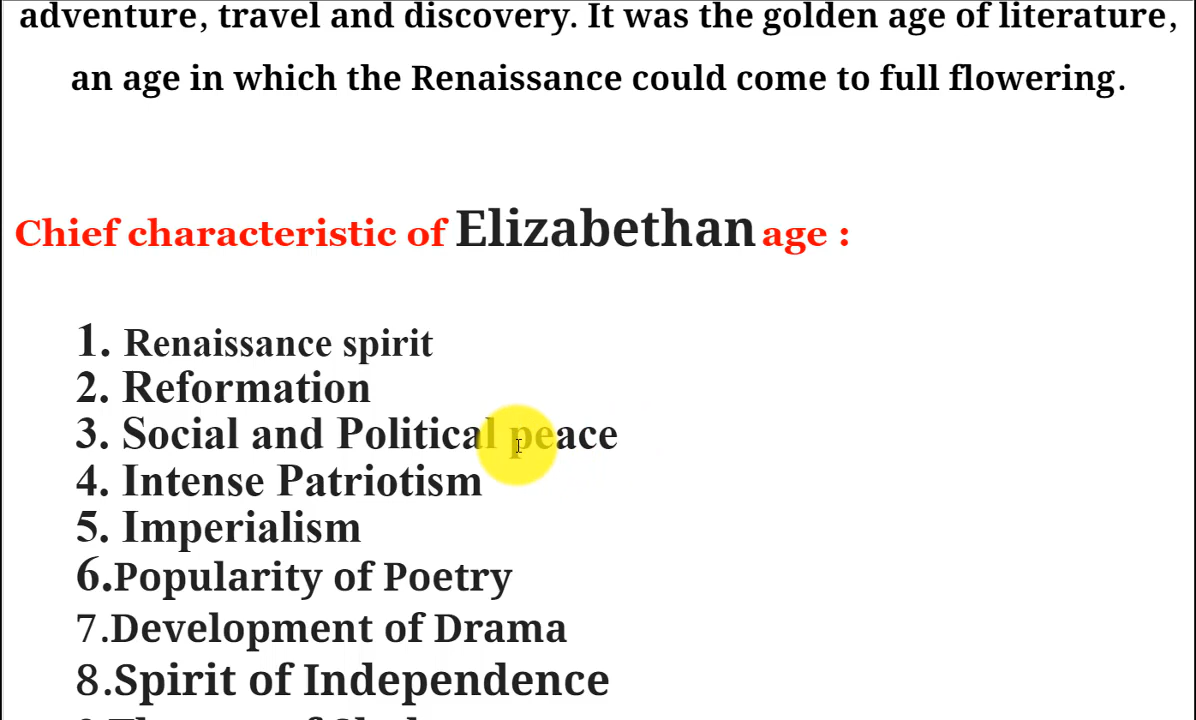 adventure, travel and discovery. It was the golden age of literature,
an age in which the Renaissance could come to full flowering.
Chief characteristic of Elizabethan age :
1. Renaissance spirit
2. Reformation
3. Social and Political peace
4. Intense Patriotism
5. Imperialism
6.Popularity of Poetry
7.Development of Drama
8.Spirit of Independence